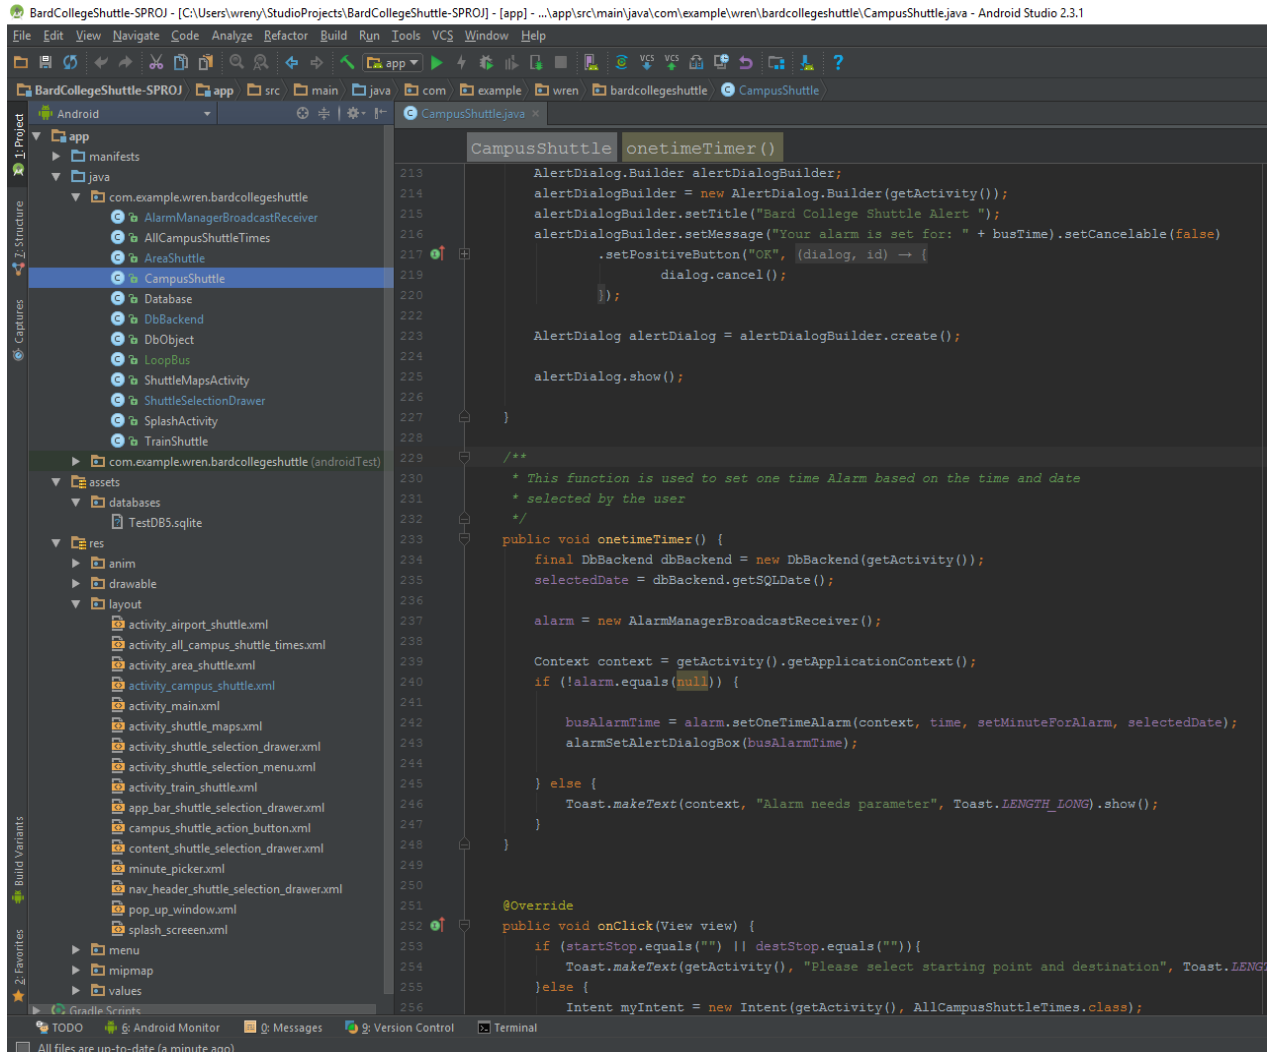 BardCollegeShuttle-SPROJ - [C:\Users\wreny\StudioProjects\BardCollegeShuttle-SPROJ] - [app] - ...\app\src\main\java\com\example\wren\bardcollegeshuttle\CampusShuttle.java - Android Studio 2.3.1
File Edit View Navigate Code Analyze Refactor Build Run Tools VCS Window Help
app
VCS VCS
BardCollegeShuttle-SPROJ app src main java com example wren bardcollegeshuttle CampusShuttle
Android
CampusShuttle.java
1: Project
Z: Structure
Captures
Build Variants
2: Favorites
app
manifests
java
com.example.wren.bardcollegeshuttle
AlarmManagerBroadcastReceiver
AllCampusShuttleTimes
AreaShuttle
CampusShuttle
Database
DbBackend
DbObject
LoopBus
ShuttleMapsActivity
ShuttleSelectionDrawer
SplashActivity
TrainShuttle
com.example.wren.bardcollegeshuttle (androidTest)
assets
databases
TestDB5.sqlite
res
anim
drawable
layout
activity_airport_shuttle.xml
activity_all_campus_shuttle_times.xml
activity_area_shuttle.xml
activity_campus_shuttle.xml
activity_main.xml
activity_shuttle_maps.xml
activity_shuttle_selection_drawer.xml
activity_shuttle_selection_menu.xml
activity_train_shuttle.xml
app_bar_shuttle_selection_drawer.xml
campus_shuttle_action_button.xml
content_shuttle_selection_drawer.xml
minute_picker.xml
nav_header_shuttle_selection_drawer.xml
pop_up_window.xml
splash_screeen.xml
menu
mipmap
values
Gradle Scripts
CampusShuttle onetimeTimer()
213 AlertDialog.Builder alertDialogBuilder;
214 alertDialogBuilder = new AlertDialog.Builder(getActivity());
215 alertDialogBuilder.setTitle("Bard College Shuttle Alert ");
216 alertDialogBuilder.setMessage("Your alarm is set for: " + busTime).setCancelable(false)
217 .setPositiveButton("OK", (dialog, id) → {
219 dialog.cancel();
220 });
222
223 AlertDialog alertDialog = alertDialogBuilder.create();
224
225 alertDialog.show();
226
227 }
228
229 /**
230 * This function is used to set one time Alarm based on the time and date
231 * selected by the user
232 */
233 public void onetimeTimer() {
234 final DbBackend dbBackend = new DbBackend(getActivity());
235 selectedDate = dbBackend.getSQLDate();
236
237 alarm = new AlarmManagerBroadcastReceiver();
238
239 Context context = getActivity().getApplicationContext();
240 if (!alarm.equals(null)) {
241
242 busAlarmTime = alarm.setOneTimeAlarm(context, time, setMinuteForAlarm, selectedDate);
243 alarmSetAlertDialogBox(busAlarmTime);
244
245 } else {
246 Toast.makeText(context, "Alarm needs parameter", Toast.LENGTH_LONG).show();
247 }
248 }
249
250
251 @Override
252 public void onClick(View view) {
253 if (startStop.equals("") || destStop.equals("")){
254 Toast.makeText(getActivity(), "Please select starting point and destination", Toast.LENGT
255 }else {
256 Intent myIntent = new Intent(getActivity(), AllCampusShuttleTimes.class);
TODO 6: Android Monitor 0: Messages 9: Version Control Terminal
All files are up-to-date (a minute ago)